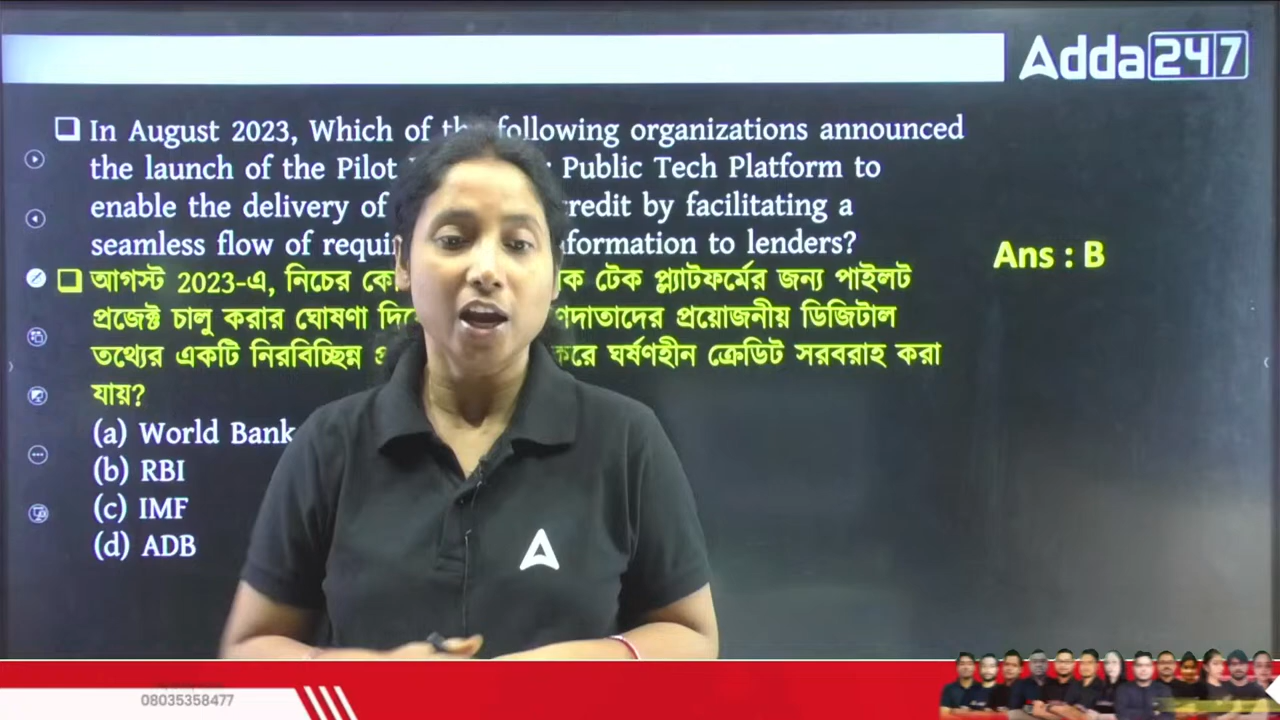 Adda247
In August 2023, Which of the following organizations announced
the launch of the Pilot Public Tech Platform to
enable the delivery of credit by facilitating a
seamless flow of formation to lenders?
Ans : B
আগস্ট 2023-এ, নিচের টেক প্ল্যাটফর্মের জন্য পাইলট
প্রজেক্ট চালু করার ঘোষণা প্রয়োজনীয় ডিজিটাল
তথ্যের একটি নিরবিচ্ছিন্ন করে ঘর্ষণহীন ক্রেডিট সরবরাহ করা
যায়?
(a) World Bank
(b) RBI
(c) IMF
(d) ADB
08035358477